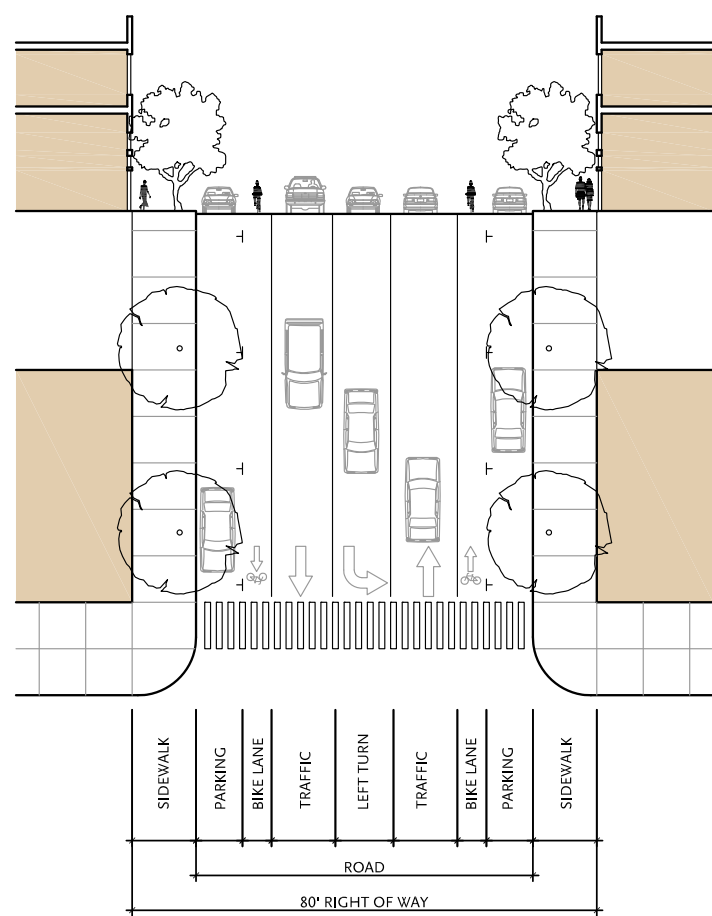 SIDEWALK
PARKING
BIKE LANE
TRAFFIC
LEFT TURN
TRAFFIC
BIKE LANE
PARKING
SIDEWALK
ROAD
80' RIGHT OF WAY